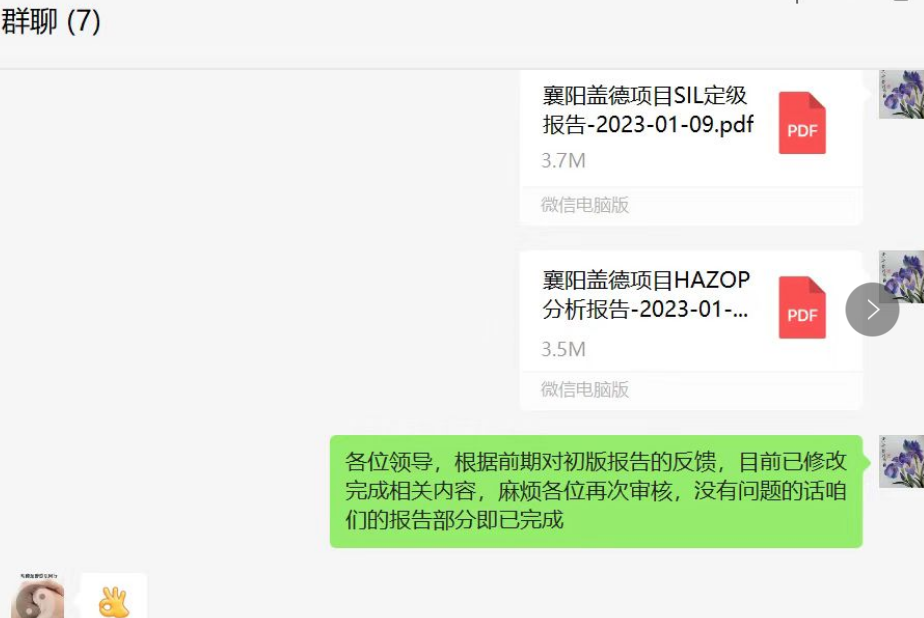 群聊 (7)
襄阳盖德项目SIL定级
报告-2023-01-09.pdf
PDF
3.7M
微信电脑版
襄阳盖德项目HAZOP
分析报告-2023-01-...
PDF
3.5M
微信电脑版
各位领导，根据前期对初版报告的反馈，目前已修改
完成相关内容，麻烦各位再次审核，没有问题的话咱
们的报告部分即已完成